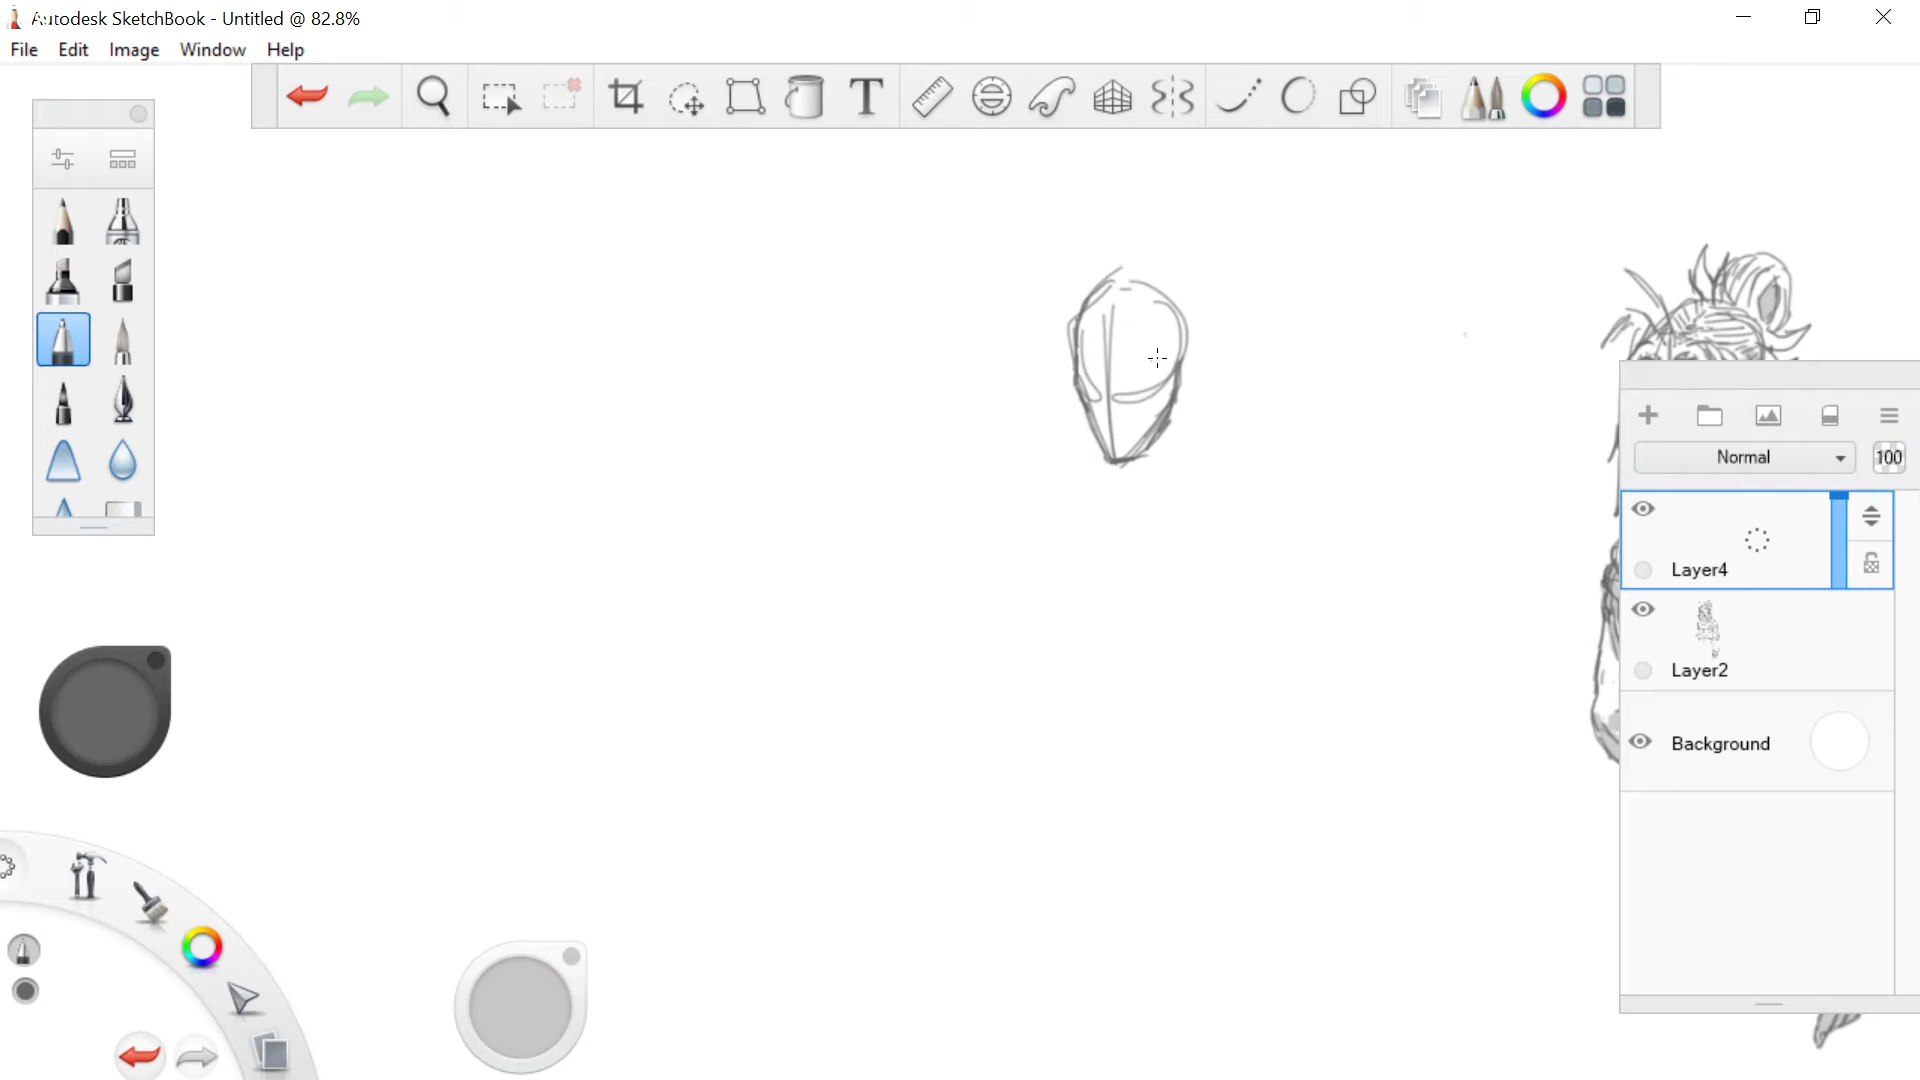 Autodesk SketchBook - Untitled @ 82.8%
File Edit Image Window Help
T
Normal 100
Layer4
Layer2
Background